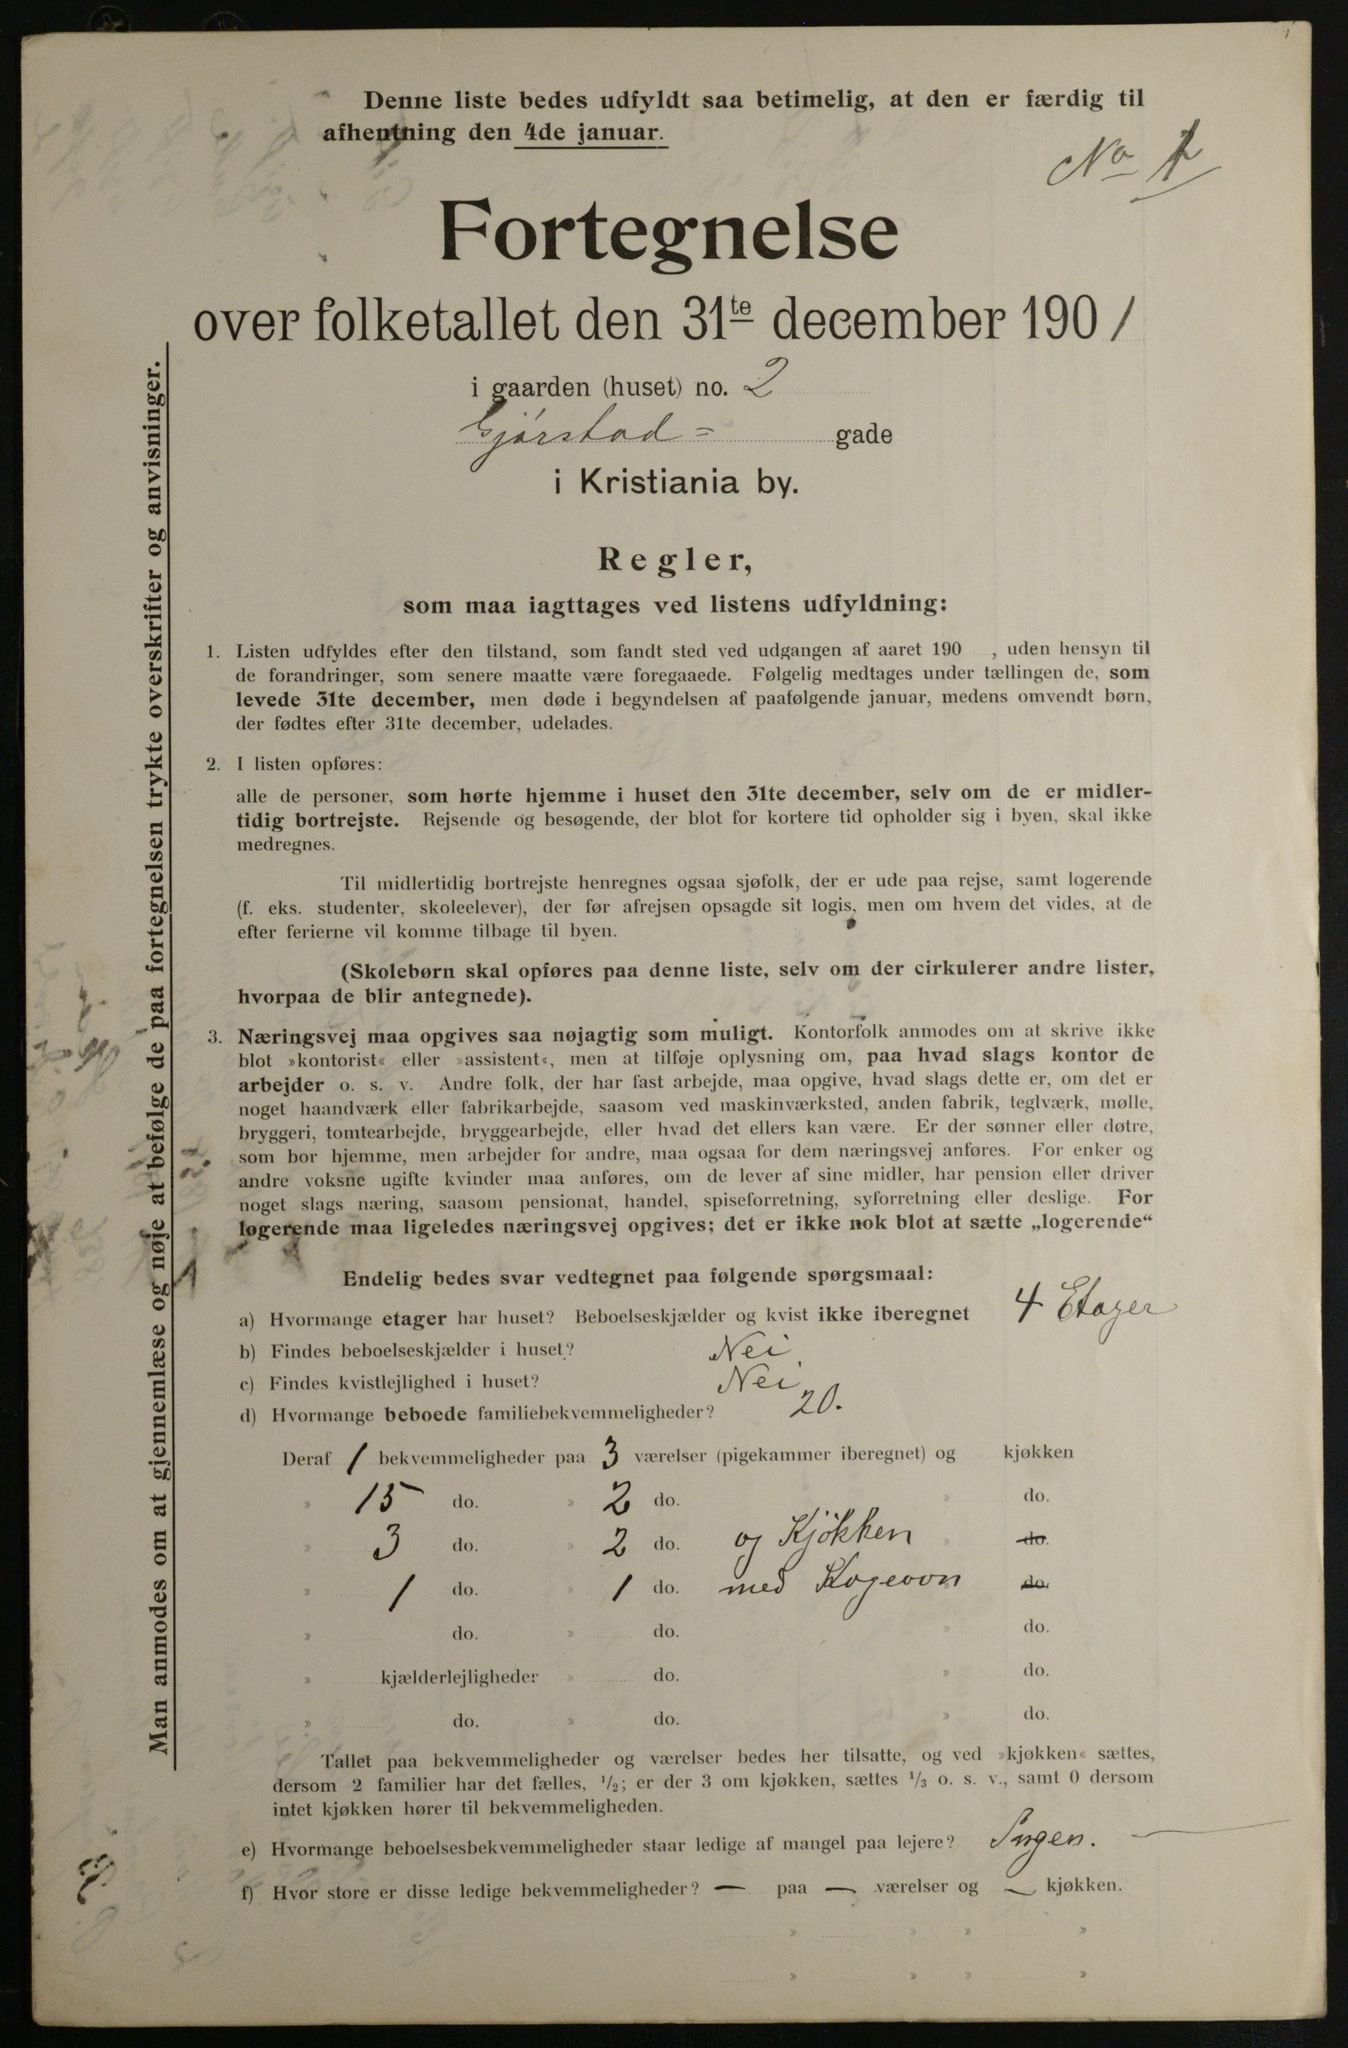 Denne liste bedes udfyldt saa betimelig, at den er færdig til
afhentning den 4de januar.
No 1
Fortegnelse
over folketallet den 31te december 1901
i gaarden (huset) no. 2
Gjørstad= gade
i Kristiania by.
Regler,
som maa iagttages ved listens udfyldning:
1. Listen udfyldes efter den tilstand, som fandt sted ved udgangen af aaret 190 , uden hensyn til
de forandringer, som senere maatte være foregaaede. Følgelig medtages under tællingen de, som
levede 31te december, men døde i begyndelsen af paafølgende januar, medens omvendt børn,
der fødtes efter 31te december, udelades.
2. I listen opføres:
alle de personer, som hørte hjemme i huset den 31te december, selv om de er midler-
tidig bortrejste. Rejsende og besøgende, der blot for kortere tid opholder sig i byen, skal ikke
medregnes.
Til midlertidig bortrejste henregnes ogsaa sjøfolk, der er ude paa rejse, samt logerende
(f. eks. studenter, skoleelever), der før afrejsen opsagde sit logis, men om hvem det vides, at de
efter ferierne vil komme tilbage til byen.
(Skolebørn skal opføres paa denne liste, selv om der cirkulerer andre lister,
hvorpaa de blir antegnede).
3. Næringsvej maa opgives saa nøjagtig som muligt. Kontorfolk anmodes om at skrive ikke
blot »kontorist« eller »assistent«, men at tilføje oplysning om, paa hvad slags kontor de
arbejder o. s. v. Andre folk, der har fast arbejde, maa opgive, hvad slags dette er, om det er
noget haandværk eller fabrikarbejde, saasom ved maskinværksted, anden fabrik, teglværk, mølle,
bryggeri, tomtearbejde, bryggearbejde, eller hvad det ellers kan være. Er der sønner eller døtre,
som bor hjemme, men arbejder for andre, maa ogsaa for dem næringsvej anføres. For enker og
andre voksne ugifte kvinder maa anføres, om de lever af sine midler, har pension eller driver
noget slags næring, saasom pensionat, handel, spiseforretning, syforretning eller deslige. For
logerende maa ligeledes næringsvej opgives; det er ikke nok blot at sætte „logerende“
Endelig bedes svar vedtegnet paa følgende spørgsmaal:
a) Hvormange etager har huset? Beboelseskjælder og kvist ikke iberegnet 4 Etager
b) Findes beboelseskjælder i huset? Nei
c) Findes kvistlejlighed i huset? Nei
d) Hvormange beboede familiebekvemmeligheder? 20.
Deraf 1 bekvemmeligheder paa 3 værelser (pigekammer iberegnet) og kjøkken
» 15 do. » 2 do. » do.
» 3 do. » 2 do. og Kjøkken » do.
» 1 do. » 1 do. med Kogeovn do.
» do. » do. » do.
» kjælderlejligheder » do. » do.
» do. » do. » do.
Tallet paa bekvemmeligheder og værelser bedes her tilsatte, og ved »kjøkken« sættes,
dersom 2 familier har det fælles, 1/2; er der 3 om kjøkken, sættes 1/3 o. s. v., samt 0 dersom
intet kjøkken hører til bekvemmeligheden.
e) Hvormange beboelsesbekvemmeligheder staar ledige af mangel paa lejere? Ingen.
f) Hvor store er disse ledige bekvemmeligheder? — paa — værelser og — kjøkken.
» » » »
» » » »
Man anmodes om at gjennemlæse og nøje at befølge de paa fortegnelsen trykte overskrifter og anvisninger.